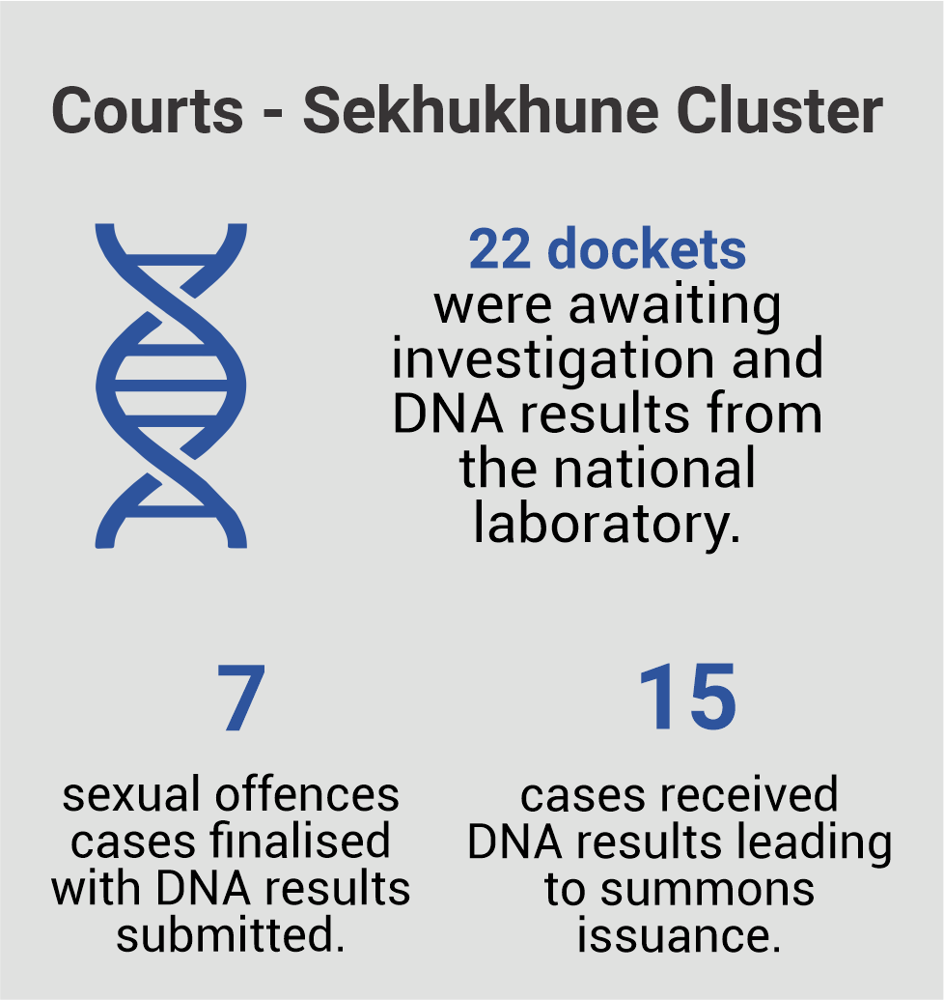 Courts - Sekhukhune Cluster
22 dockets
were awaiting
investigation and
DNA results from
the national
laboratory.
7
sexual offences
cases finalised
with DNA results
submitted.
15
cases received
DNA results leading
to summons
issuance.